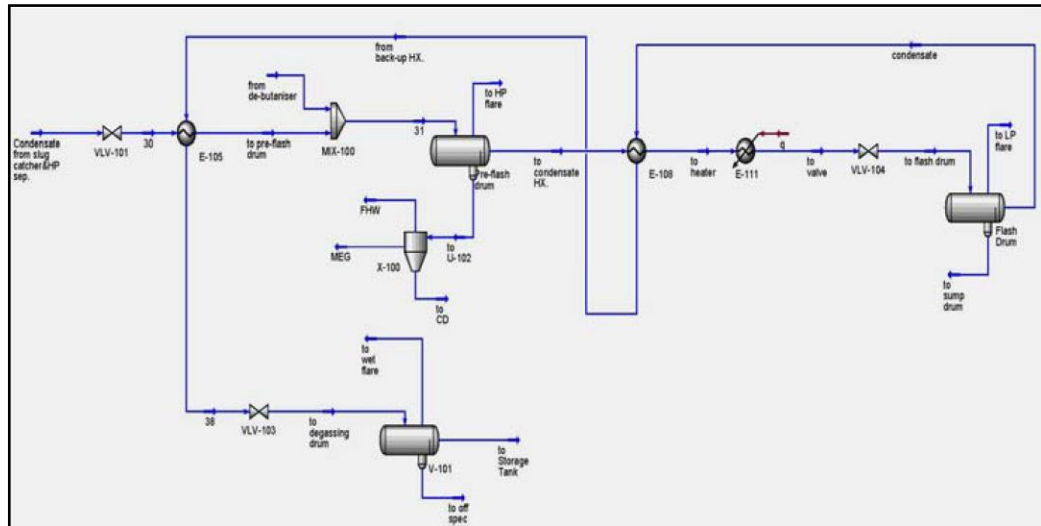 from
back-up HX.
condensate
from
de-butaniser
to HP
flare
Condensate
from slug
catcher&HP
sep.
VLV-101
30
E-105
to pre-flash
drum
MIX-100
31
Pre-flash
drum
to
condensate
HX.
E-108
to
heater
E-111
q
to
valve
VLV-104
to flash drum
to LP
flare
Flash
Drum
FHW
MEG
X-100
to
U-102
to
CD
to
sump
drum
to
wet
flare
38
VLV-103
to
degassing
drum
V-101
to
Storage
Tank
to off
spec